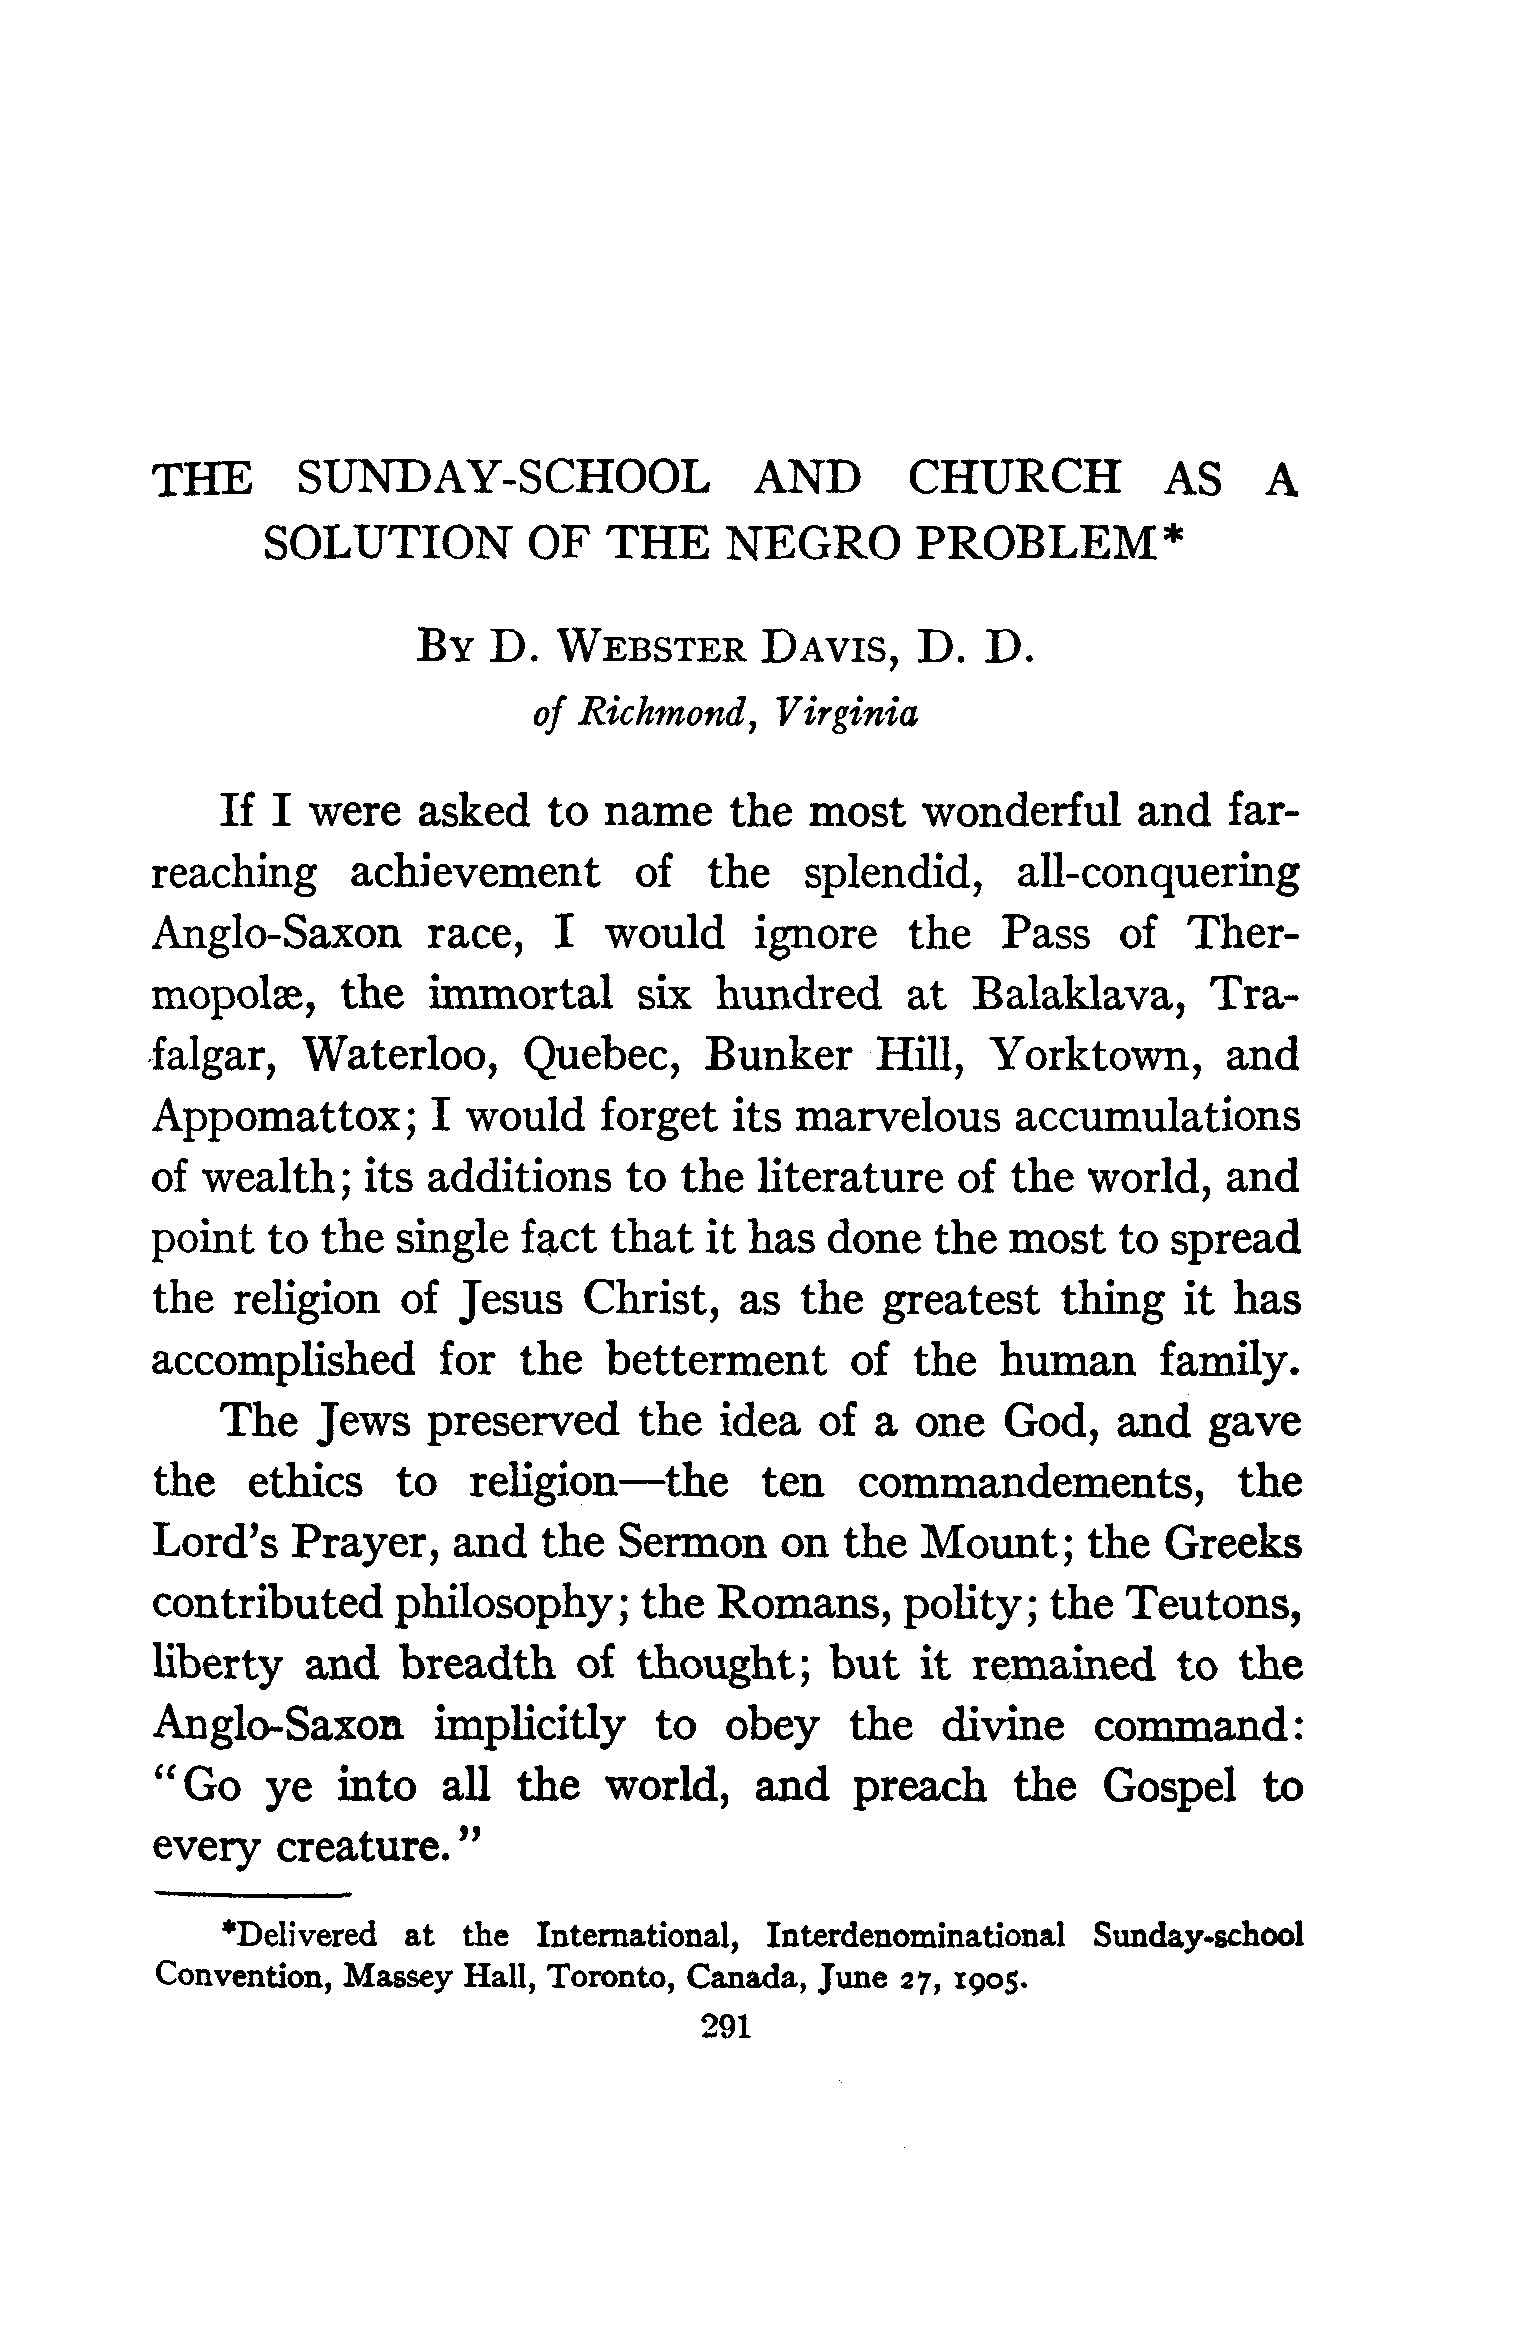 THE SUNDAY-SCHOOL AND CHURCH AS A
SOLUTION OF THE NEGRO PROBLEM*
BY D. WEBSTER DAVIS, D. D.
of Richmond, Virginia
If I were asked to name the most wonderful and far-
reaching achievement of the splendid, all-conquering
Anglo-Saxon race, I would ignore the Pass of Ther-
mopolæ, the immortal six hundred at Balaklava, Tra-
falgar, Waterloo, Quebec, Bunker Hill, Yorktown, and
Appomattox; I would forget its marvelous accumulations
of wealth; its additions to the literature of the world, and
point to the single fact that it has done the most to spread
the religion of Jesus Christ, as the greatest thing it has
accomplished for the betterment of the human family.
The Jews preserved the idea of a one God, and gave
the ethics to religion—the ten commandements, the
Lord's Prayer, and the Sermon on the Mount; the Greeks
contributed philosophy; the Romans, polity; the Teutons,
liberty and breadth of thought; but it remained to the
Anglo-Saxon implicitly to obey the divine command:
"Go ye into all the world, and preach the Gospel to
every creature."
*Delivered at the International, Interdenominational Sunday-school
Convention, Massey Hall, Toronto, Canada, June 27, 1905.
291